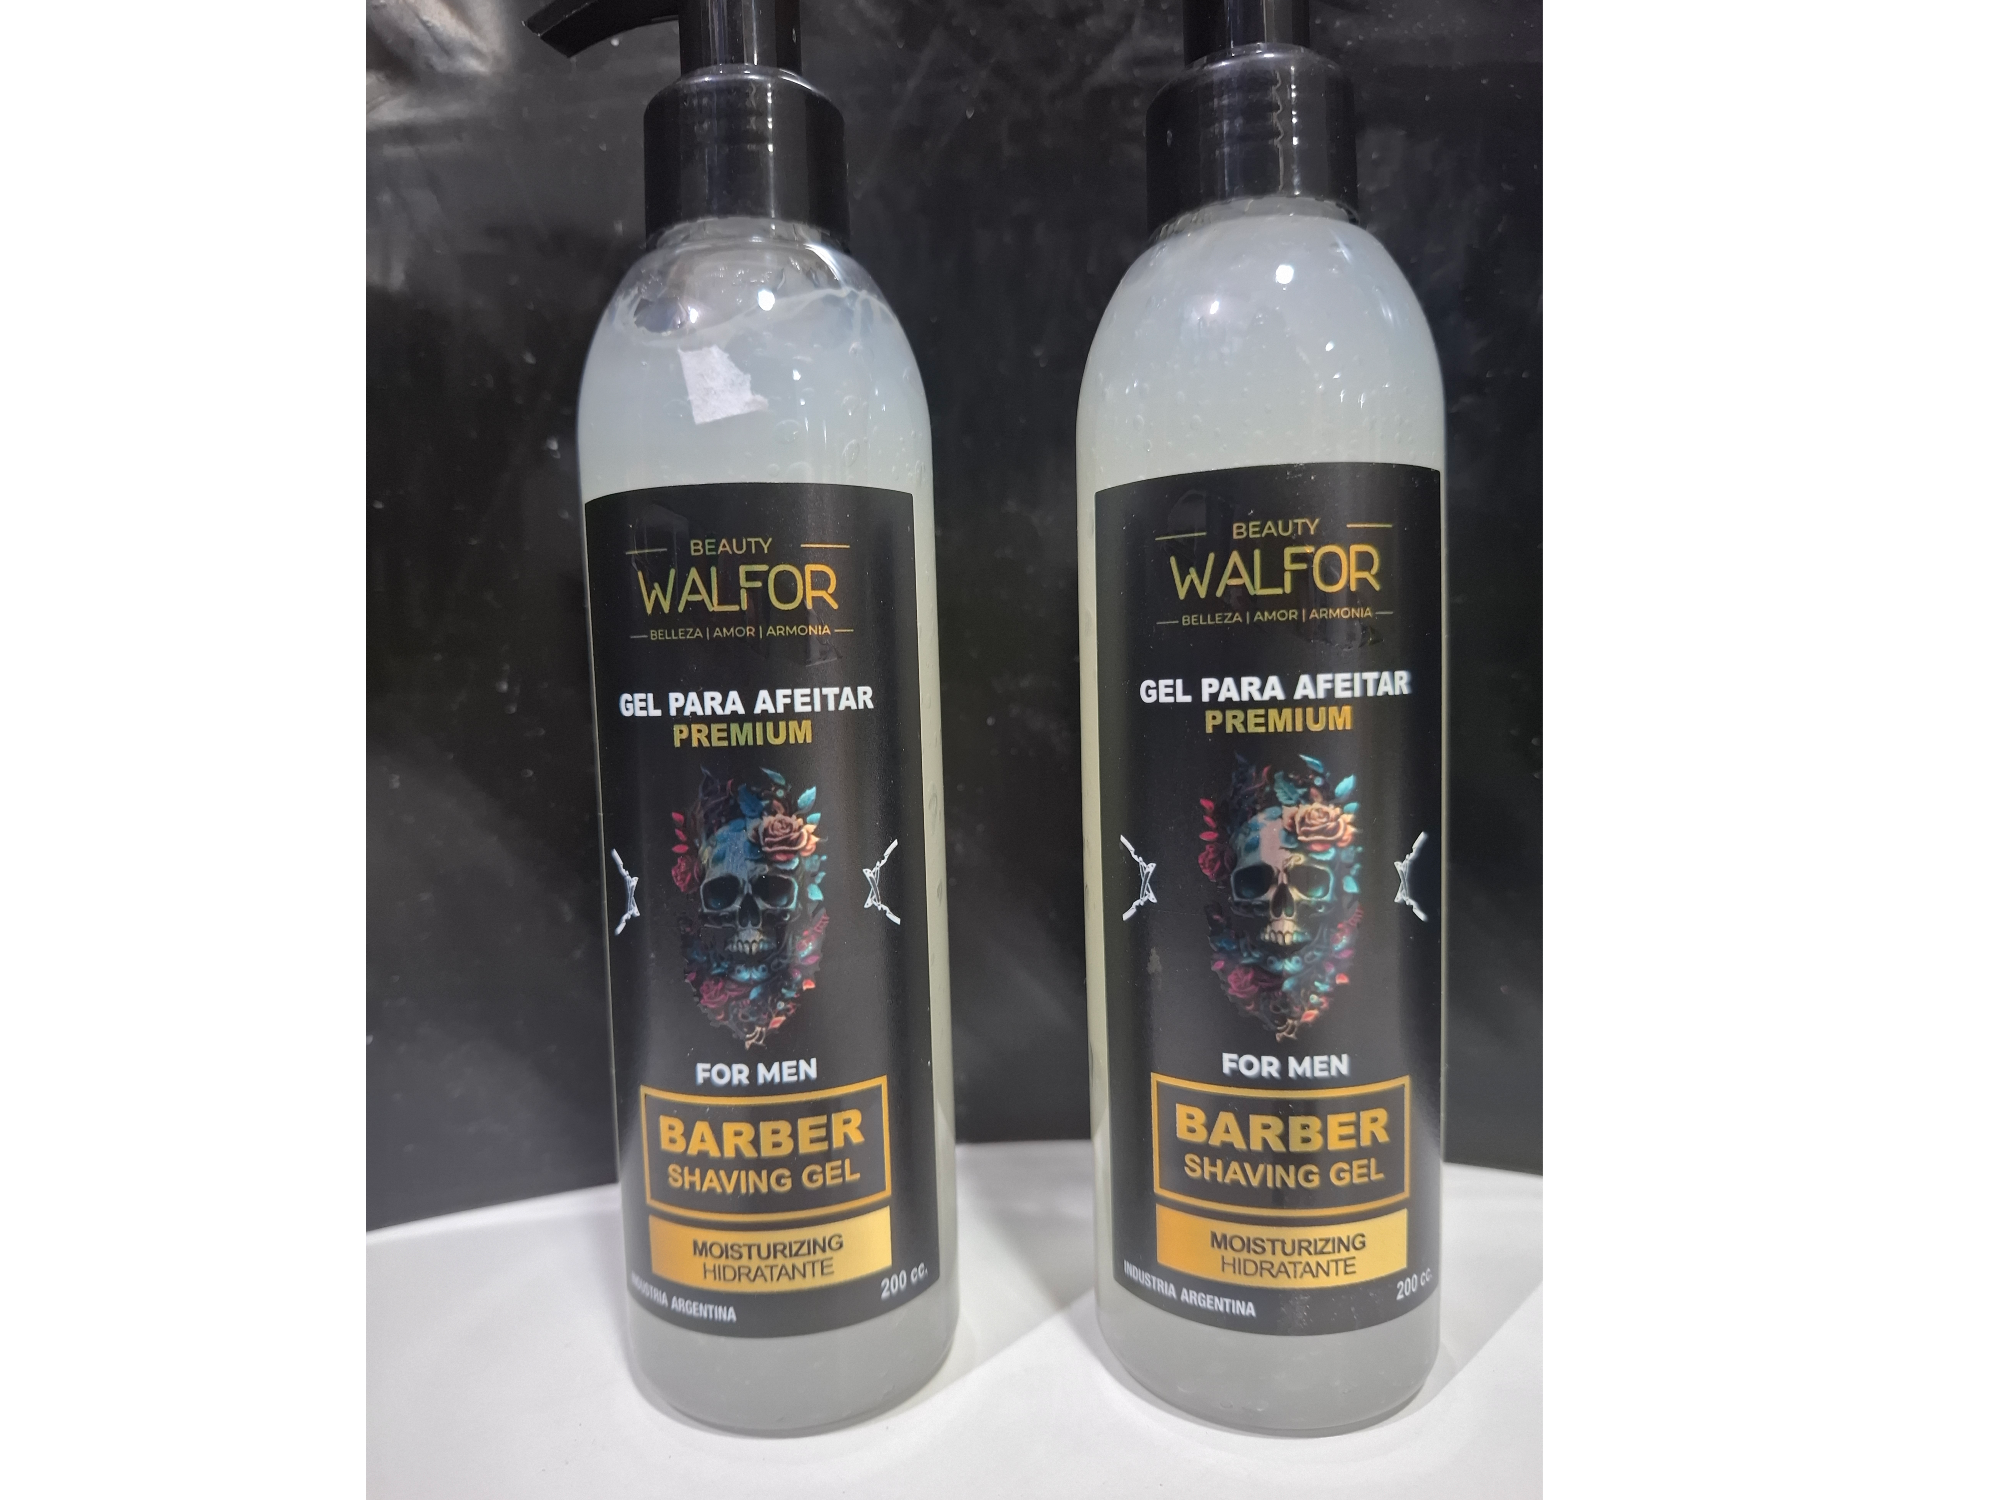 BEAUTY
WALFOR
BELLEZA | AMOR | ARMONIA
GEL PARA AFEITAR
PREMIUM
FOR MEN
BARBER
SHAVING GEL
MOISTURIZING
HIDRATANTE
INDUSTRIA ARGENTINA
200 cc.
BEAUTY
WALFOR
BELLEZA | AMOR | ARMONIA
GEL PARA AFEITAR
PREMIUM
FOR MEN
BARBER
SHAVING GEL
MOISTURIZING
HIDRATANTE
INDUSTRIA ARGENTINA
200 cc.